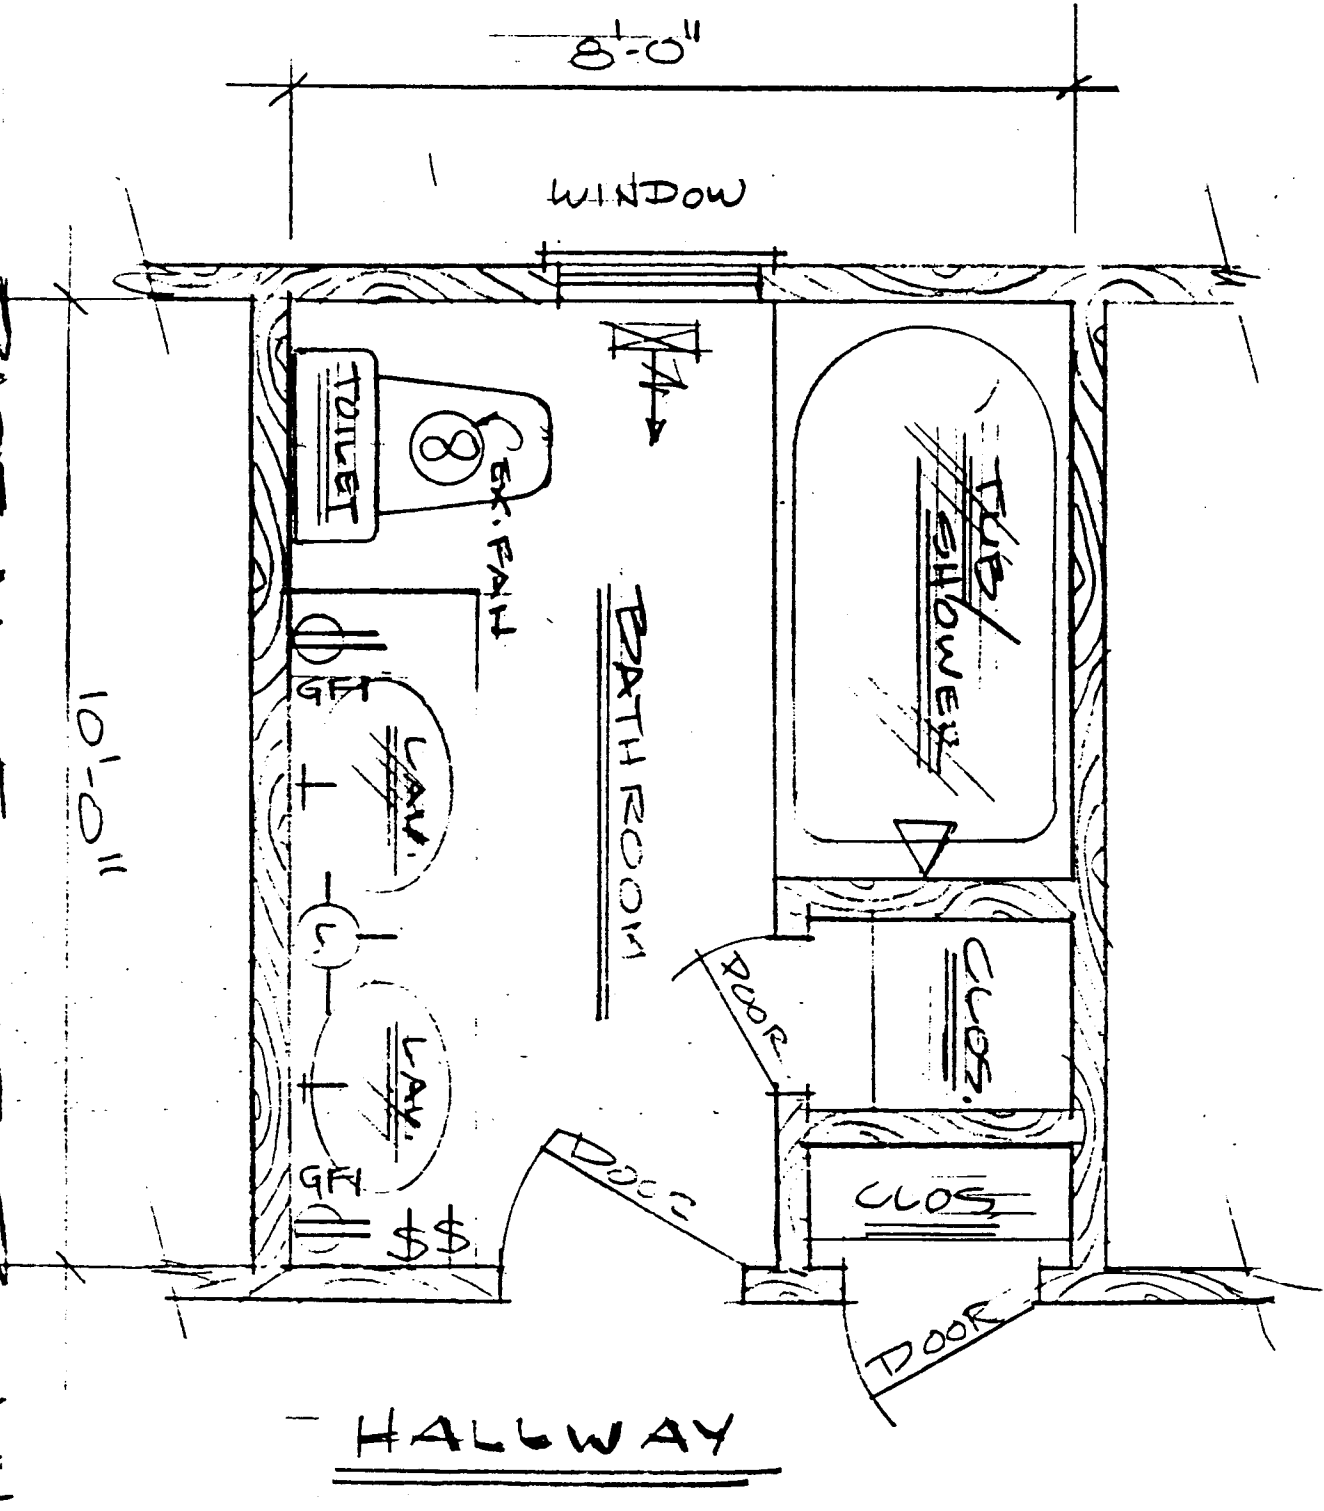 8'-0"
WINDOW
TOILET
EX. FAN
TUB/
SHOWER
BATHROOM
10'-0"
GFI
LAV.
L
LAV.
GFI
$$
DOOR
CLOS.
DOOR
CLOS
DOOR
HALLWAY